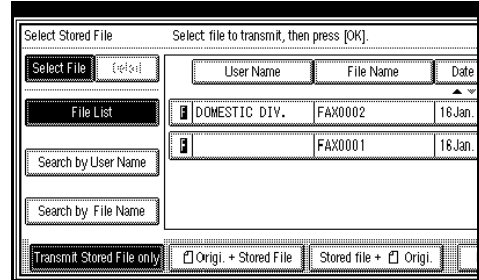 Select Stored File
Select file to transmit, then press [OK].
Select File
Detail
User Name
File Name
Date
File List
F DOMESTIC DIV. FAX0002 16Jan.
F FAX0001 16Jan.
Search by User Name
Search by File Name
Transmit Stored File only
Origi. + Stored File
Stored file + Origi.